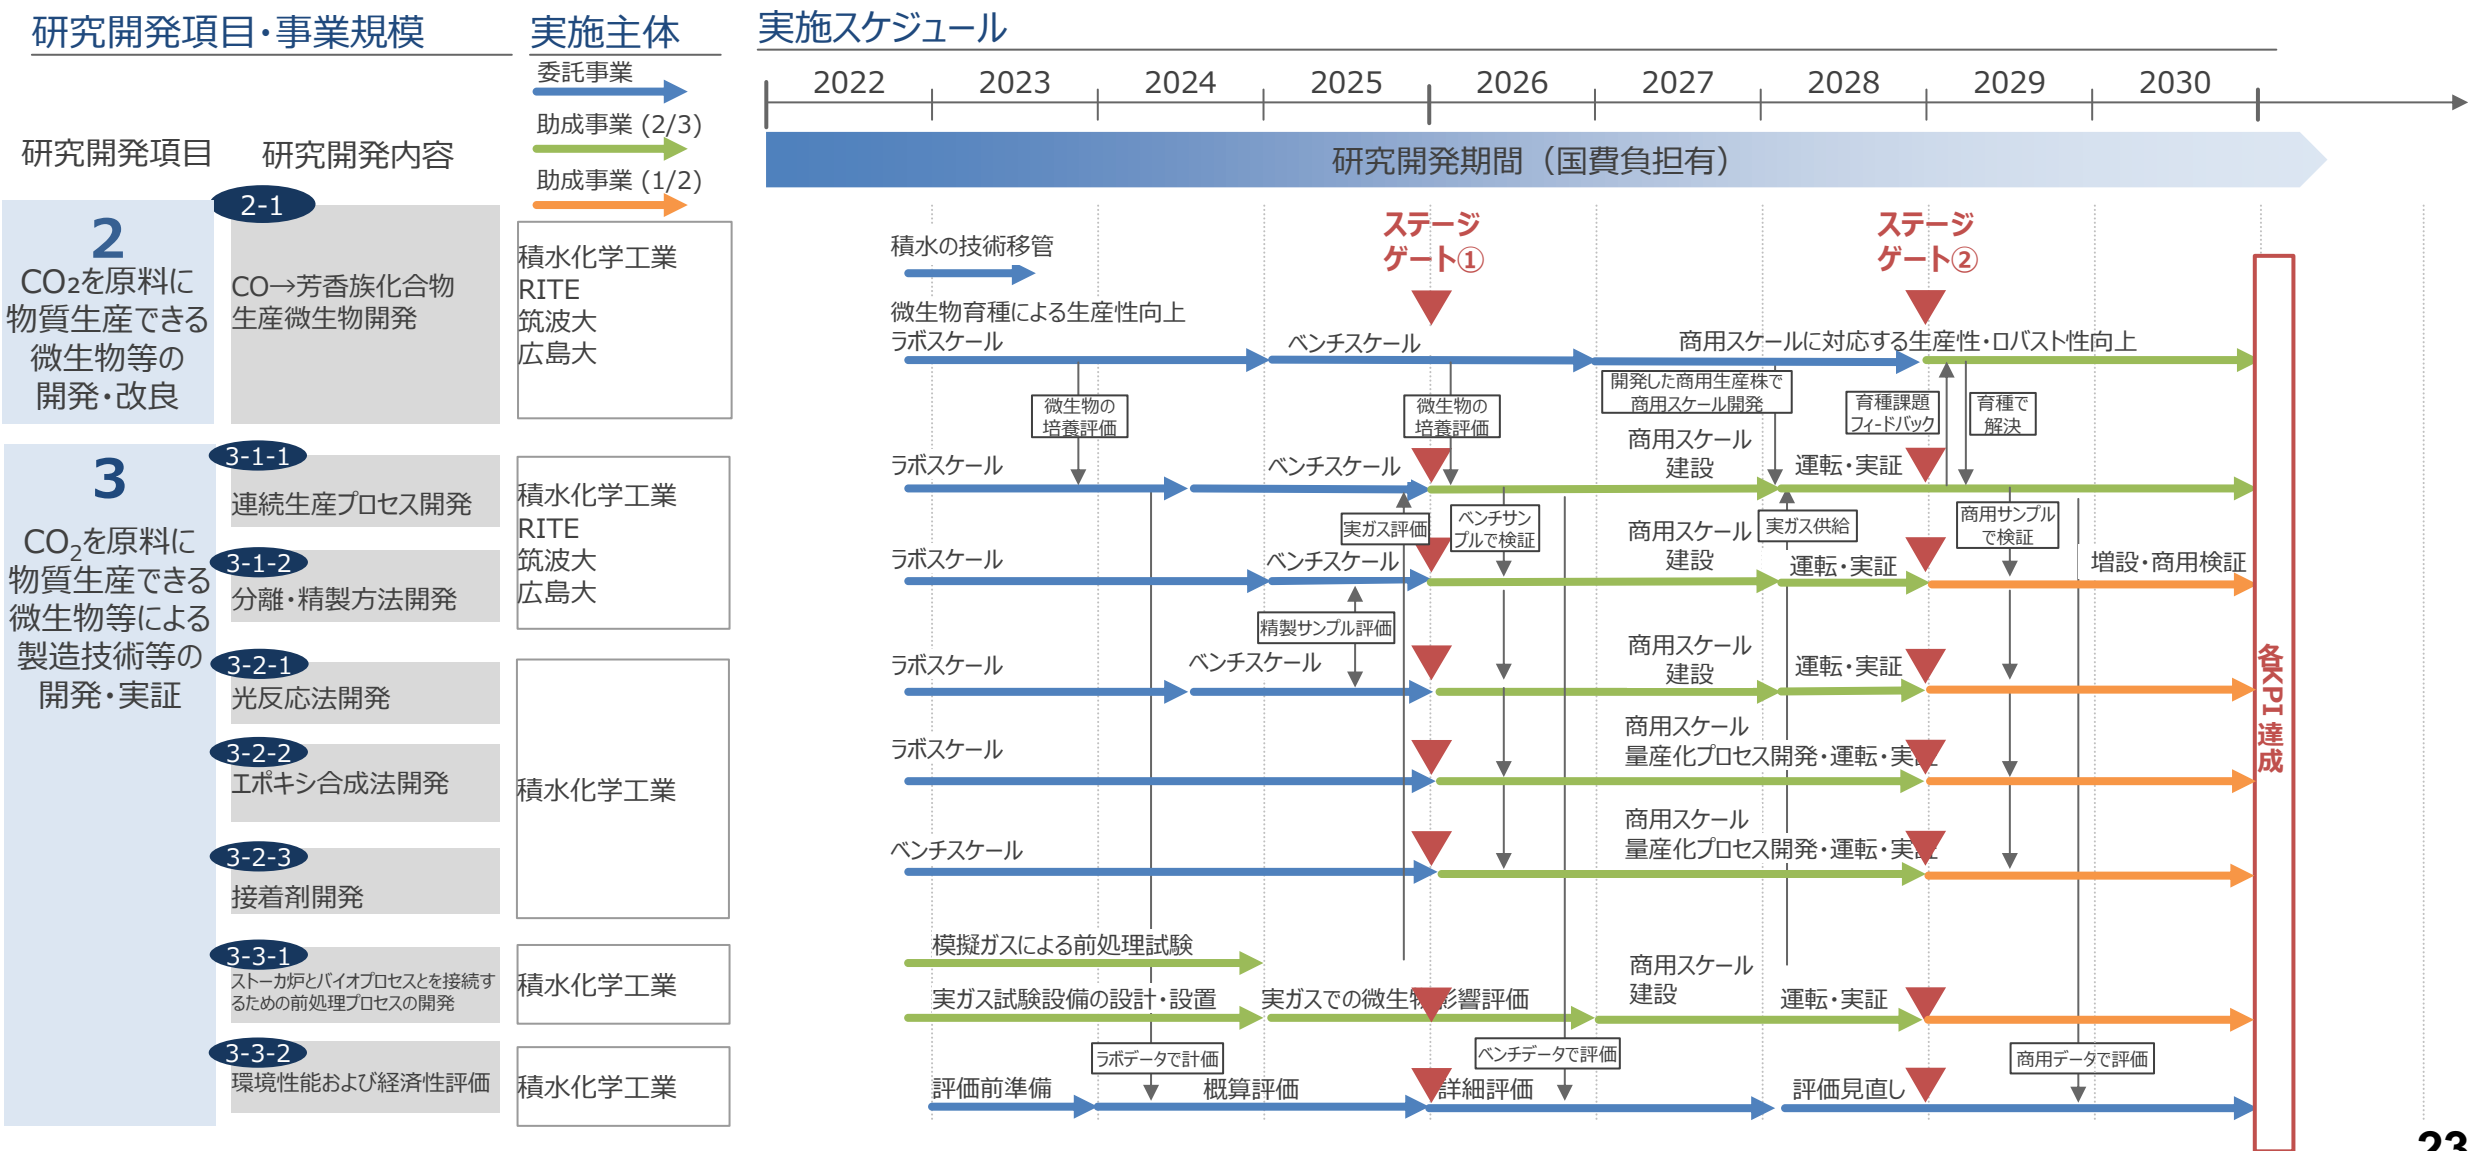 研究開発項目・事業規模
実施主体
実施スケジュール
委託事業
助成事業 (2/3)
助成事業 (1/2)
2022
2023
2024
2025
2026
2027
2028
2029
2030
研究開発項目
研究開発内容
研究開発期間（国費負担有）
2
CO₂を原料に
物質生産できる
微生物等の
開発・改良
2-1
CO→芳香族化合物
生産微生物開発
積水化学工業
RITE
筑波大
広島大
積水の技術移管
微生物育種による生産性向上
ラボスケール
ベンチスケール
商用スケールに対応する生産性・ロバスト性向上
ステージ
ゲート①
ステージ
ゲート②
微生物の
培養評価
微生物の
培養評価
開発した商用生産株で
商用スケール開発
育種課題
フィードバック
育種で
解決
3
CO₂を原料に
物質生産できる
微生物等による
製造技術等の
開発・実証
3-1-1
連続生産プロセス開発
積水化学工業
RITE
筑波大
広島大
ラボスケール
ベンチスケール
商用スケール
建設
運転・実証
実ガス評価
ベンチサン
プルで検証
実ガス供給
商用サンプル
で検証
3-1-2
分離・精製方法開発
ラボスケール
ベンチスケール
商用スケール
建設
運転・実証
増設・商用検証
精製サンプル評価
3-2-1
光反応法開発
ラボスケール
ベンチスケール
商用スケール
建設
運転・実証
3-2-2
エポキシ合成法開発
積水化学工業
ラボスケール
商用スケール
量産化プロセス開発・運転・実証
3-2-3
接着剤開発
ベンチスケール
商用スケール
量産化プロセス開発・運転・実証
3-3-1
ストーカ炉とバイオプロセスとを接続す
るための前処理プロセスの開発
積水化学工業
模擬ガスによる前処理試験
実ガス試験設備の設計・設置
実ガスでの微生物影響評価
商用スケール
建設
運転・実証
3-3-2
環境性能および経済性評価
積水化学工業
ラボデータで計価
ベンチデータで評価
商用データで評価
評価前準備
概算評価
詳細評価
評価見直し
各KPI達成
23